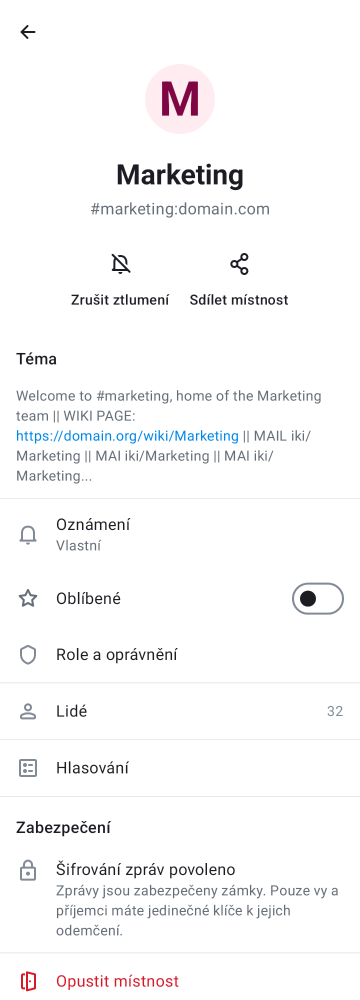 M
Marketing
#marketing:domain.com
Zrušit ztlumení
Sdílet místnost
Téma
Welcome to #marketing, home of the Marketing
team || WIKI PAGE:
https://domain.org/wiki/Marketing || MAIL iki/
Marketing || MAI iki/Marketing || MAI iki/
Marketing...
Oznámení
Vlastní
Oblíbené
Role a oprávnění
Lidé 32
Hlasování
Zabezpečení
Šifrování zpráv povoleno
Zprávy jsou zabezpečeny zámky. Pouze vy a
příjemci máte jedinečné klíče k jejich
odemčení.
Opustit místnost